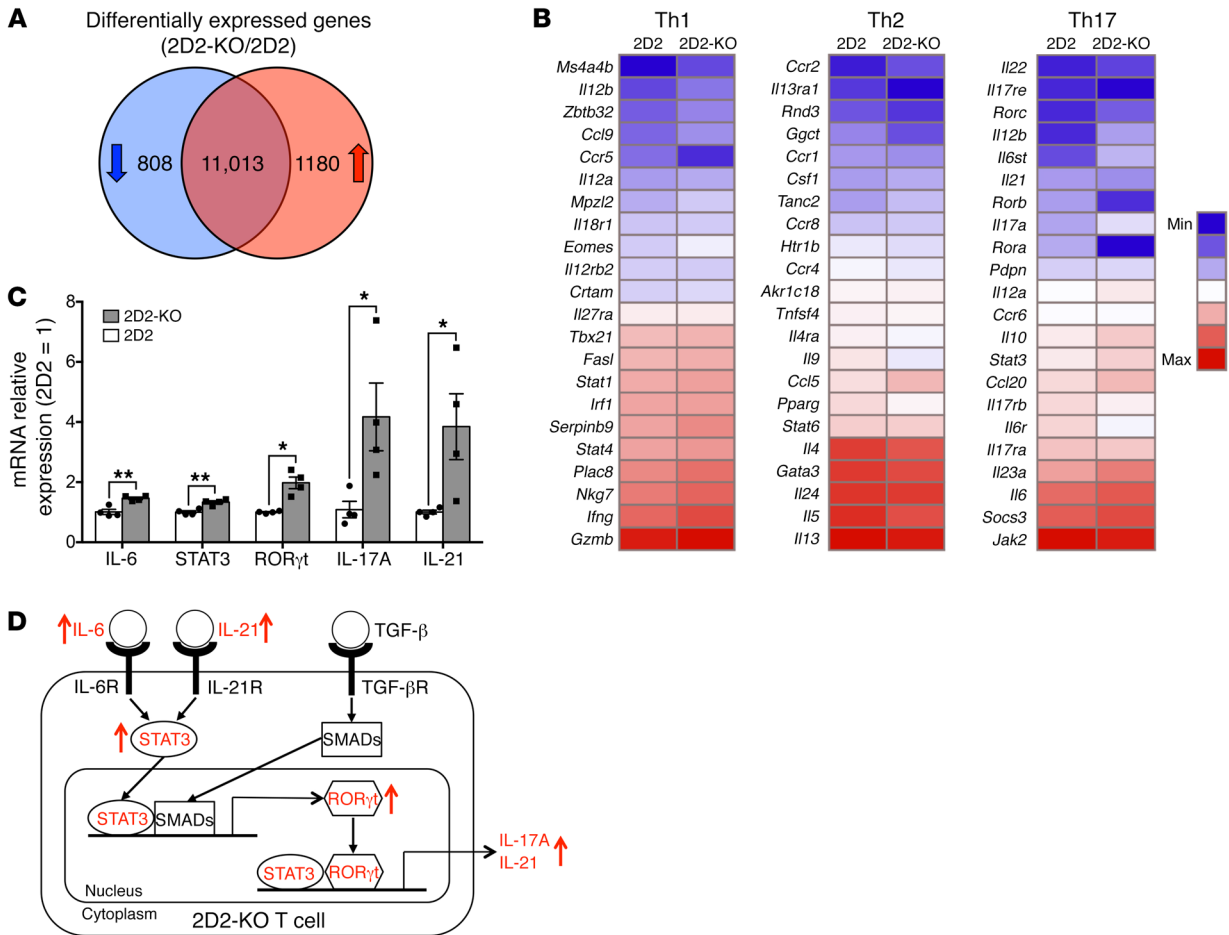 A
Differentially expressed genes
(2D2-KO/2D2)
808
11,013
1180
B
Th1
2D2 2D2-KO
Ms4a4b
Il12b
Zbtb32
Ccl9
Ccr5
Il12a
Mpzl2
Il18r1
Eomes
Il12rb2
Crtam
Il27ra
Tbx21
Fasl
Stat1
Irf1
Serpinb9
Stat4
Plac8
Nkg7
Ifng
Gzmb
Th2
2D2 2D2-KO
Ccr2
Il13ra1
Rnd3
Ggct
Ccr1
Csf1
Tanc2
Ccr8
Htr1b
Ccr4
Akr1c18
Tnfsf4
Il4ra
Il9
Ccl5
Pparg
Stat6
Il4
Gata3
Il24
Il5
Il13
Th17
2D2 2D2-KO
Il22
Il17re
Rorc
Il12b
Il6st
Il21
Rorb
Il17a
Rora
Pdpn
Il12a
Ccr6
Il10
Stat3
Ccl20
Il17rb
Il6r
Il17ra
Il23a
Il6
Socs3
Jak2
Min
Max
C
mRNA relative
expression (2D2 = 1)
8
6
4
2
0
2D2-KO
2D2
**
**
*
*
*
IL-6
STAT3
RORγt
IL-17A
IL-21
D
IL-6
IL-21
TGF-β
IL-6R
IL-21R
TGF-βR
STAT3
SMADs
STAT3
SMADs
RORγt
STAT3
RORγt
IL-17A
IL-21
Nucleus
Cytoplasm
2D2-KO T cell